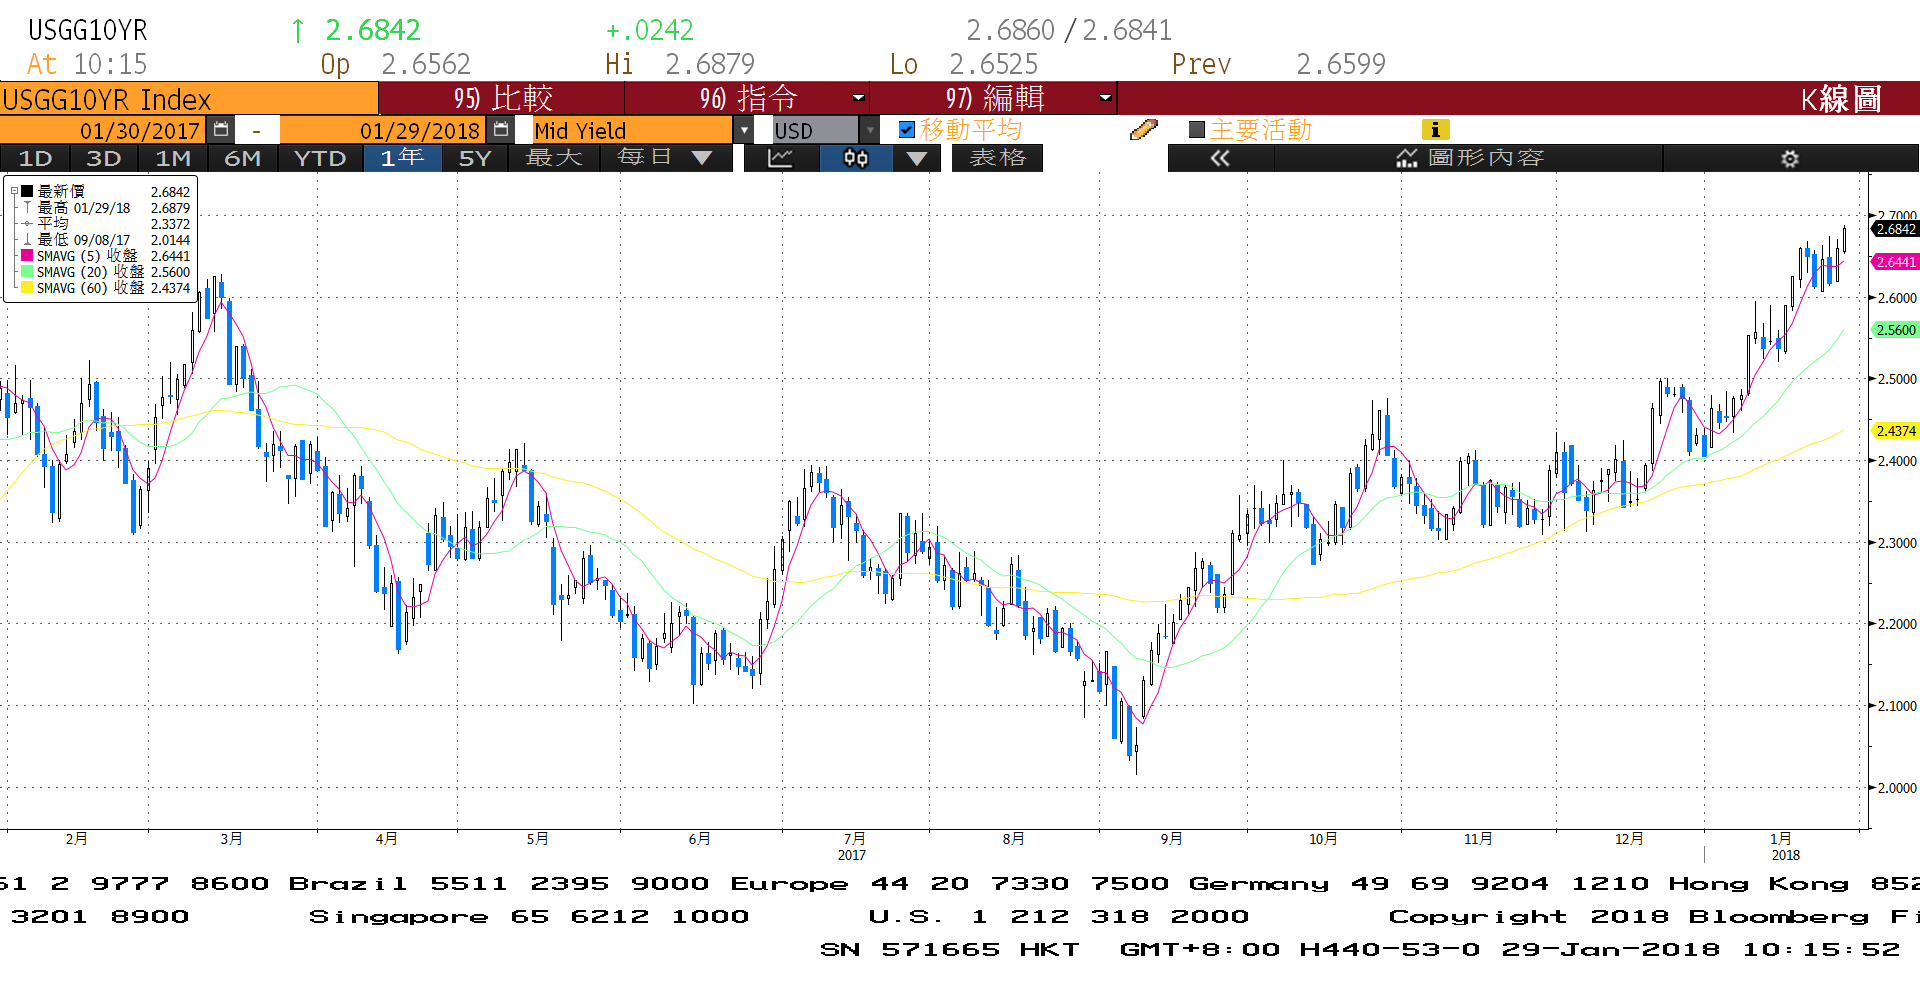 USGG10YR ↑ 2.6842 +.0242 2.6860 / 2.6841
At 10:15 Op 2.6562 Hi 2.6879 Lo 2.6525 Prev 2.6599
USGG10YR Index 95) 比較 96) 指令 97) 編輯 K線圖
01/30/2017 - 01/29/2018 Mid Yield USD 移動平均 主要活動 i
1D 3D 1M 6M YTD 1年 5Y 最大 每日 ▼ 表格 « 圖形內容
最新價 2.6842
最高 01/29/18 2.6879
平均 2.3372
最低 09/08/17 2.0144
SMAVG (5) 收盤 2.6441
SMAVG (20) 收盤 2.5600
SMAVG (60) 收盤 2.4374
2.7000
2.6842
2.6441
2.6000
2.5600
2.5000
2.4374
2.4000
2.3000
2.2000
2.1000
2.0000
2月 3月 4月 5月 6月 7月 8月 9月 10月 11月 12月 1月
2017 2018
61 2 9777 8600 Brazil 5511 2395 9000 Europe 44 20 7330 7500 Germany 49 69 9204 1210 Hong Kong 852
3201 8900 Singapore 65 6212 1000 U.S. 1 212 318 2000 Copyright 2018 Bloomberg Fi
SN 571665 HKT GMT+8:00 H440-53-0 29-Jan-2018 10:15:52